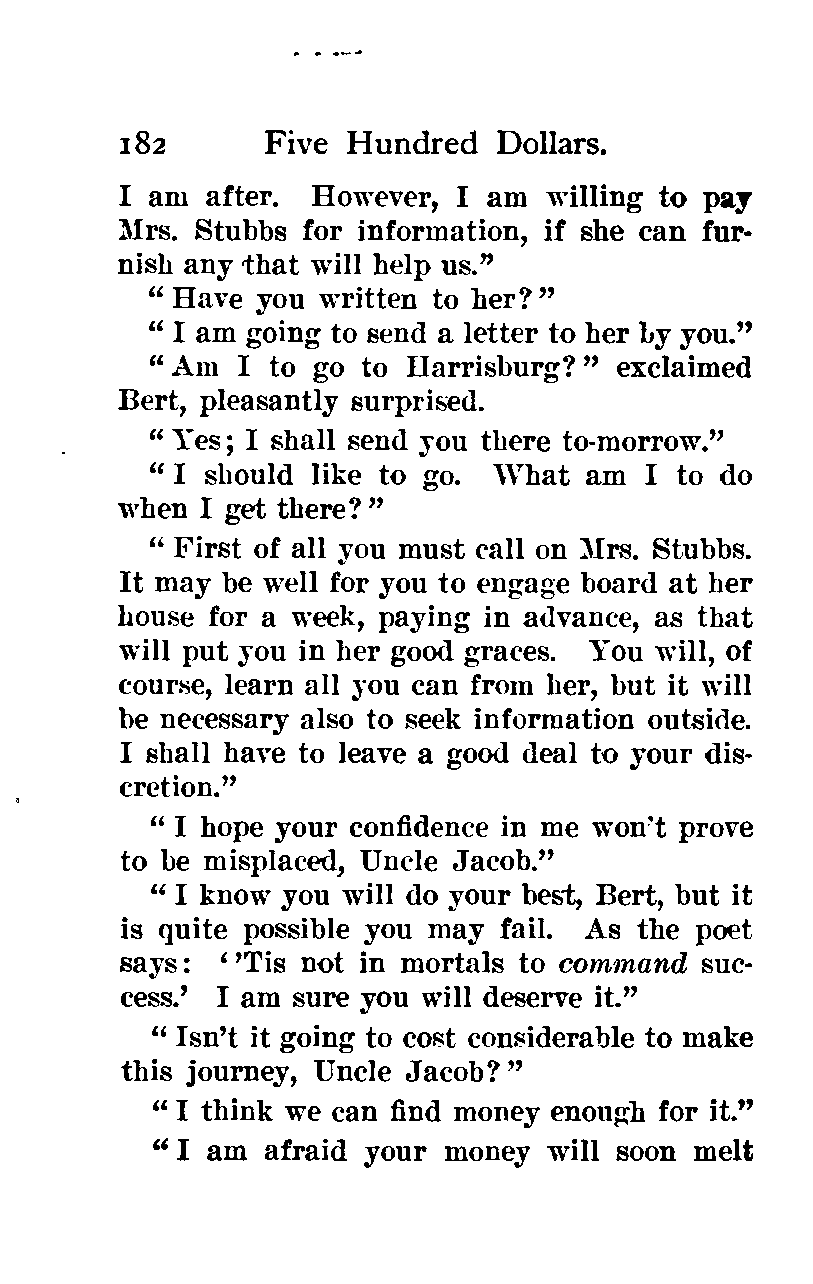 182 Five Hundred Dollars.
I am after. However, I am willing to pay
Mrs. Stubbs for information, if she can fur-
nish any that will help us."
"Have you written to her?"
"I am going to send a letter to her by you."
"Am I to go to Harrisburg?" exclaimed
Bert, pleasantly surprised.
"Yes; I shall send you there to-morrow."
"I should like to go. What am I to do
when I get there?"
"First of all you must call on Mrs. Stubbs.
It may be well for you to engage board at her
house for a week, paying in advance, as that
will put you in her good graces. You will, of
course, learn all you can from her, but it will
be necessary also to seek information outside.
I shall have to leave a good deal to your dis-
cretion."
"I hope your confidence in me won't prove
to be misplaced, Uncle Jacob."
"I know you will do your best, Bert, but it
is quite possible you may fail. As the poet
says: ''Tis not in mortals to command suc-
cess.' I am sure you will deserve it."
"Isn't it going to cost considerable to make
this journey, Uncle Jacob?"
"I think we can find money enough for it."
"I am afraid your money will soon melt